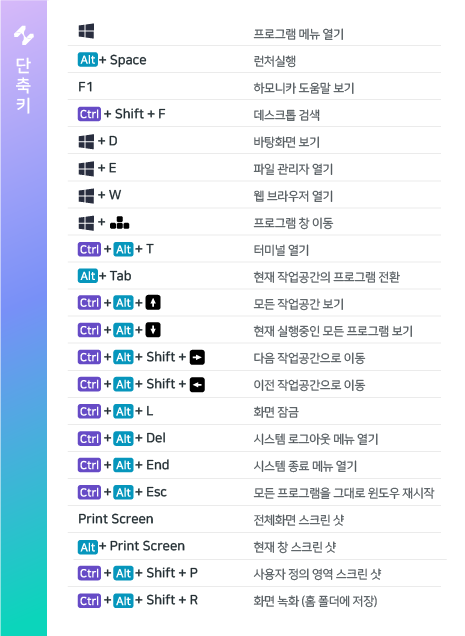 단축키
프로그램 메뉴 열기
Alt + Space 런처실행
F1 하모니카 도움말 보기
Ctrl + Shift + F 데스크톱 검색
+ D 바탕화면 보기
+ E 파일 관리자 열기
+ W 웹 브라우저 열기
+ 프로그램 창 이동
Ctrl + Alt + T 터미널 열기
Alt + Tab 현재 작업공간의 프로그램 전환
Ctrl + Alt + ↑ 모든 작업공간 보기
Ctrl + Alt + ↓ 현재 실행중인 모든 프로그램 보기
Ctrl + Alt + Shift + → 다음 작업공간으로 이동
Ctrl + Alt + Shift + ← 이전 작업공간으로 이동
Ctrl + Alt + L 화면 잠금
Ctrl + Alt + Del 시스템 로그아웃 메뉴 열기
Ctrl + Alt + End 시스템 종료 메뉴 열기
Ctrl + Alt + Esc 모든 프로그램을 그대로 윈도우 재시작
Print Screen 전체화면 스크린 샷
Alt + Print Screen 현재 창 스크린 샷
Ctrl + Alt + Shift + P 사용자 정의 영역 스크린 샷
Ctrl + Alt + Shift + R 화면 녹화 (홈 폴더에 저장)